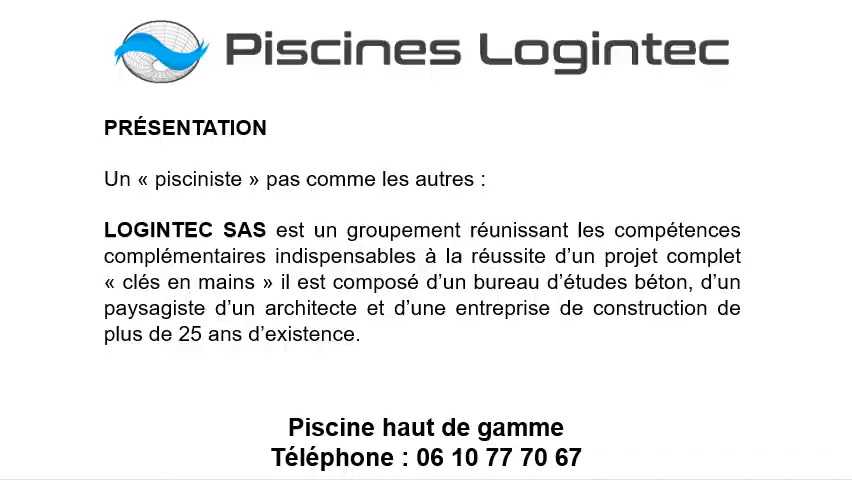 Piscines Logintec
PRÉSENTATION
Un « pisciniste » pas comme les autres :
LOGINTEC SAS est un groupement réunissant les compétences
complémentaires indispensables à la réussite d’un projet complet
« clés en mains » il est composé d’un bureau d’études béton, d’un
paysagiste d’un architecte et d’une entreprise de construction de
plus de 25 ans d’existence.
Piscine haut de gamme
Téléphone : 06 10 77 70 67